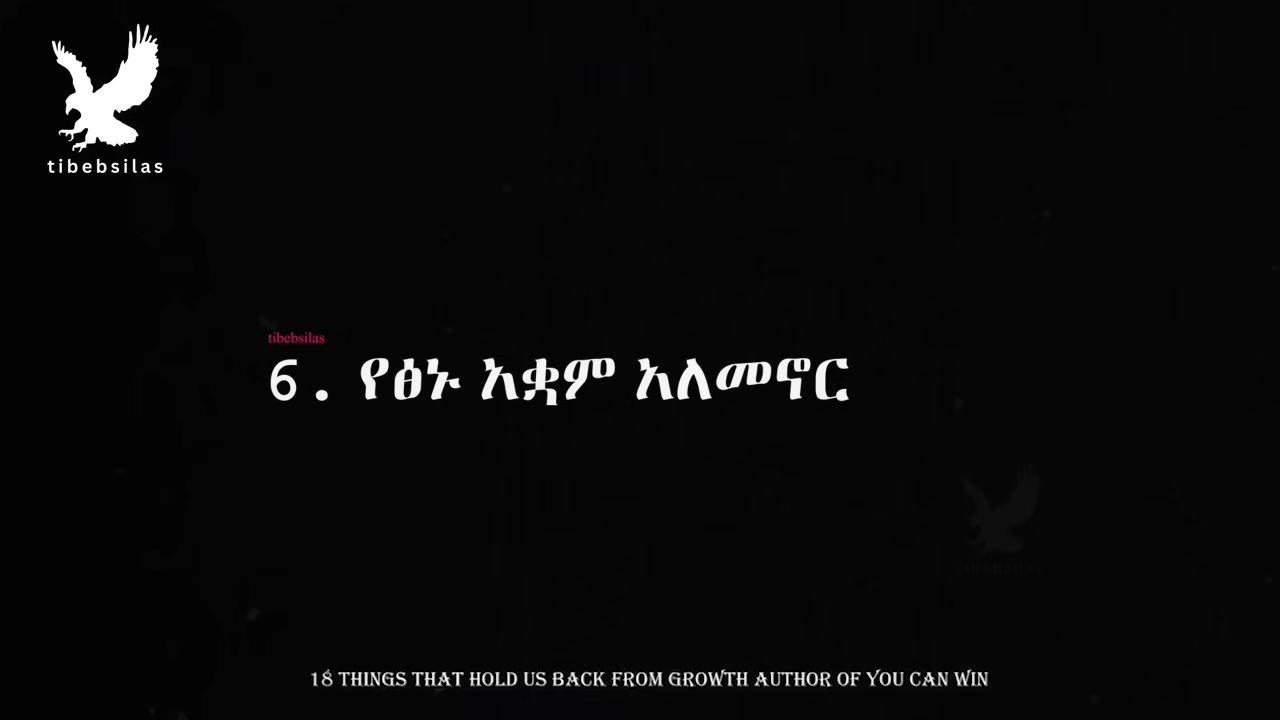 tibebsilas
tibebsilas
6. የፅኑ አቋም አለመኖር
18 THINGS THAT HOLD US BACK FROM GROWTH AUTHOR OF YOU CAN WIN